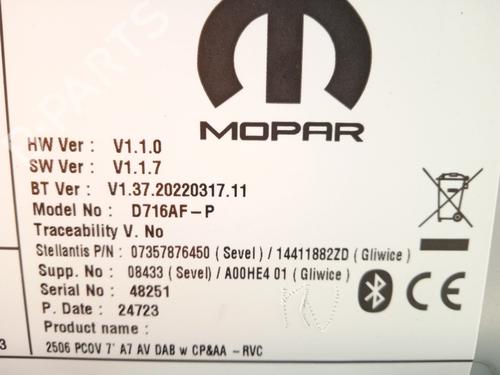 B-PARTS
MOPAR
HW Ver : V1.1.0
SW Ver : V1.1.7
BT Ver : V1.37.20220317.11
Model No : D716AF-P
Traceability V. No
Stellantis P/N : 07357876450 ( Sevel ) / 14411882ZD ( Gliwice )
Supp. No : 08433 ( Sevel ) / A00HE4 01 ( Gliwice )
Serial No : 48251
P. Date : 24723
Product name :
2506 PCOV 7' A7 AV DAB w CP&AA -RVC
CE
3